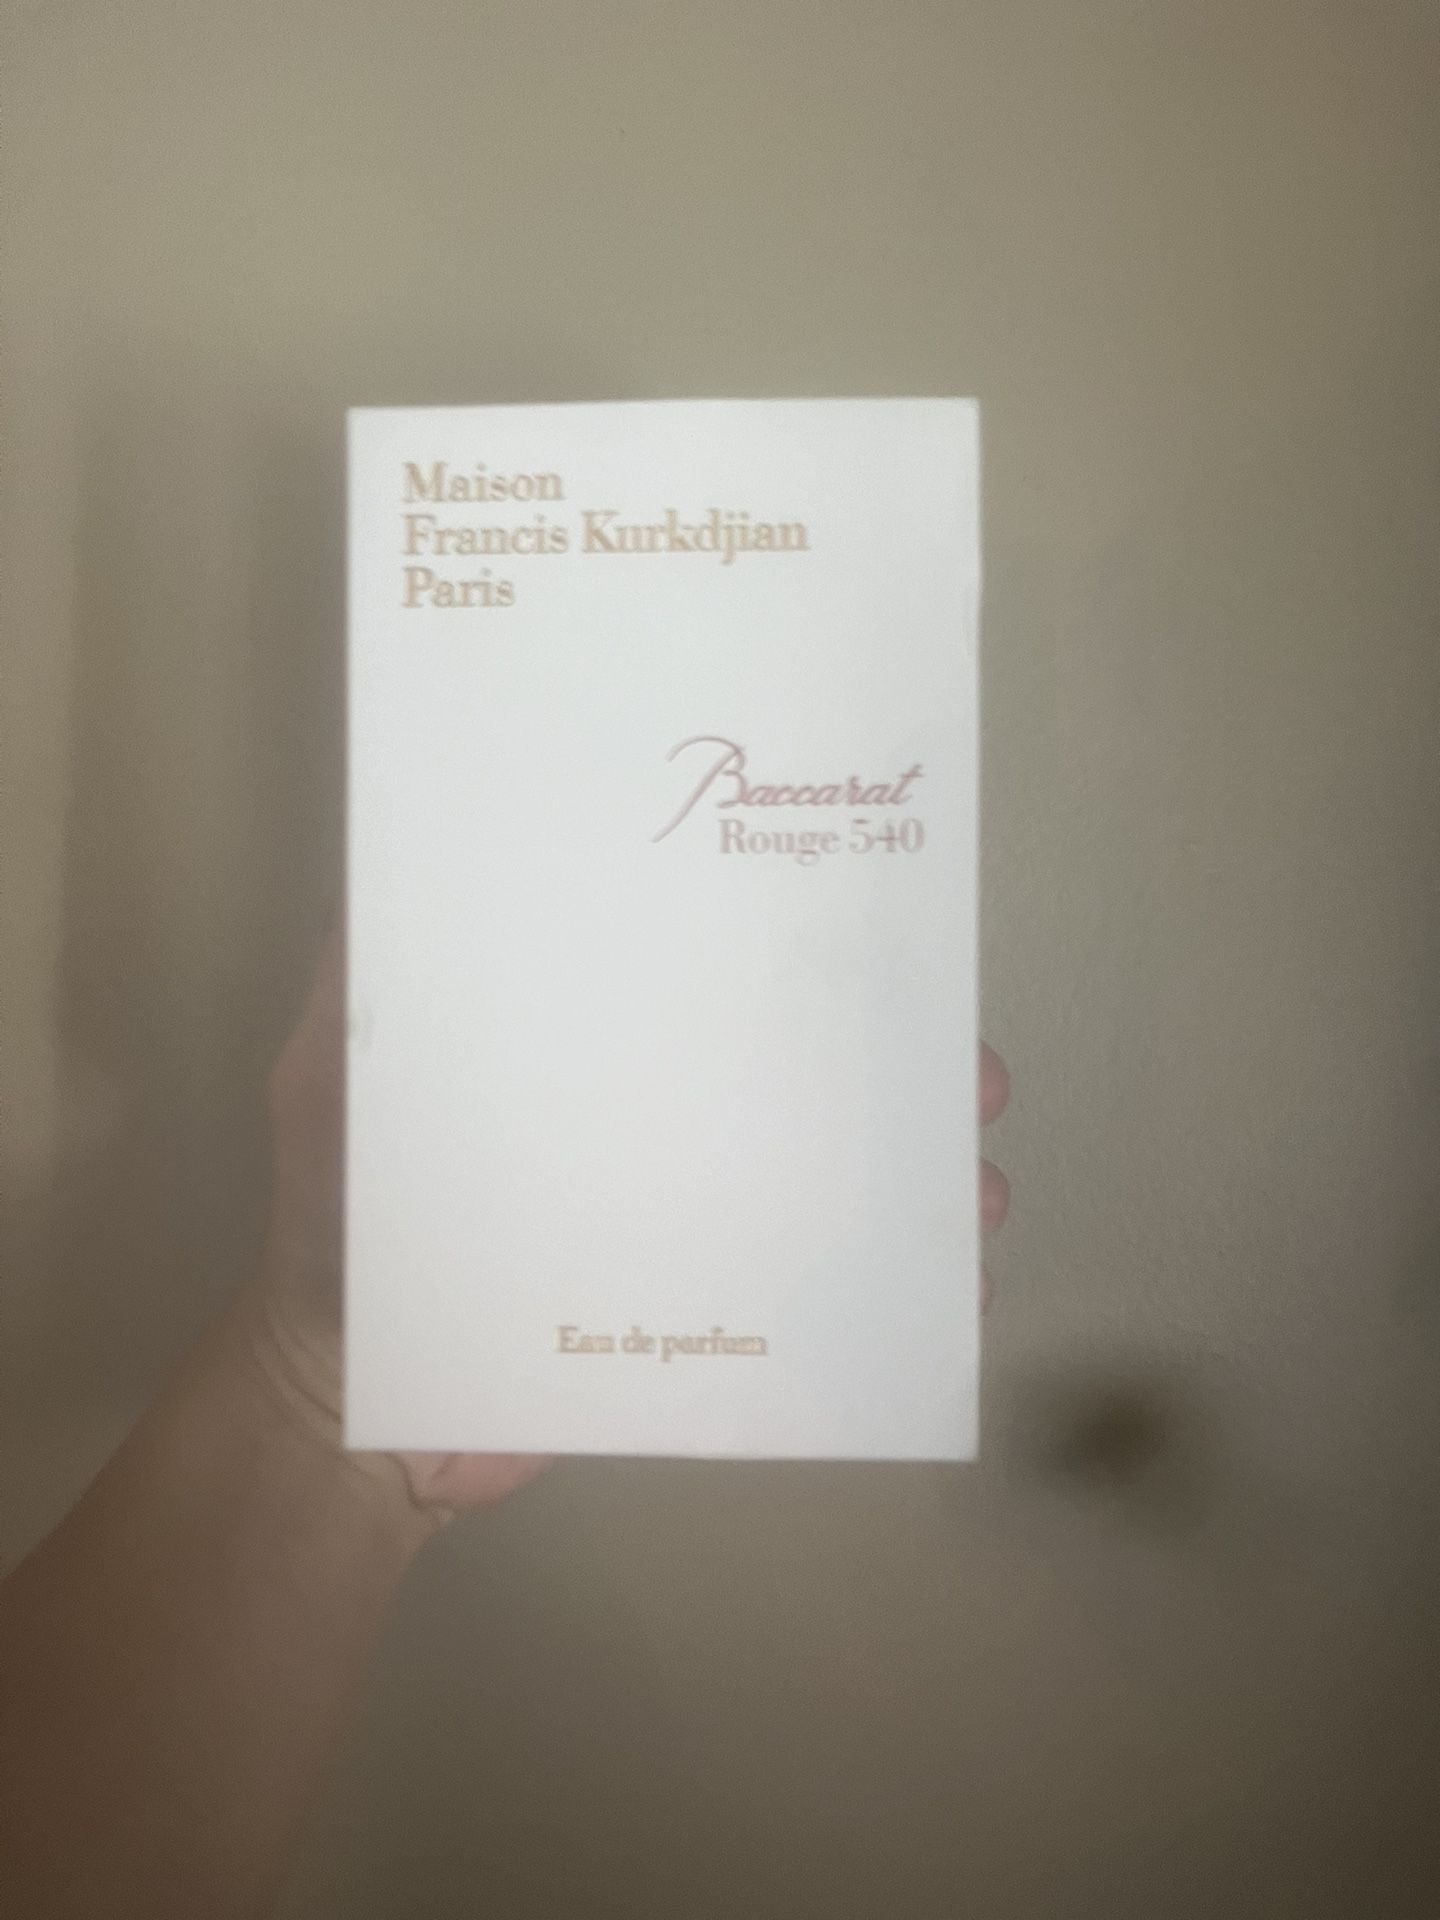 Maison
Francis Kurkdjian
Paris
Baccarat
Rouge 540
Eau de parfum